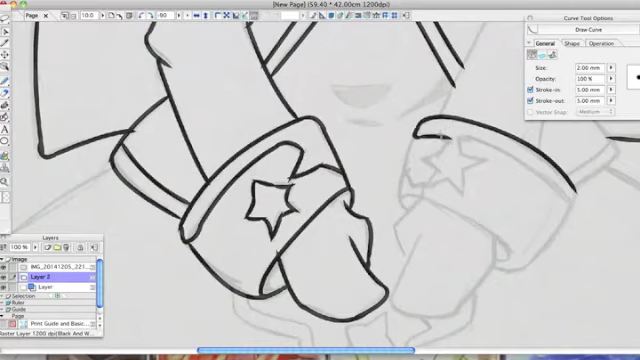 [New Page] (59.40 * 42.00cm 1200dpi)
Page
10.0
-90
Curve Tool Options
Draw Curve
General
Shape
Operation
Size:
2.00 mm
Opacity:
100 %
Stroke-in:
5.00 mm
Stroke-out:
5.00 mm
Vector Snap:
Medium
Layers
100 %
Image
IMG_20141205_221
Layer 2
Layer
Selection
Ruler
Guide
Page
Print Guide and Basic...
Raster Layer 1200 dpi(Black And W